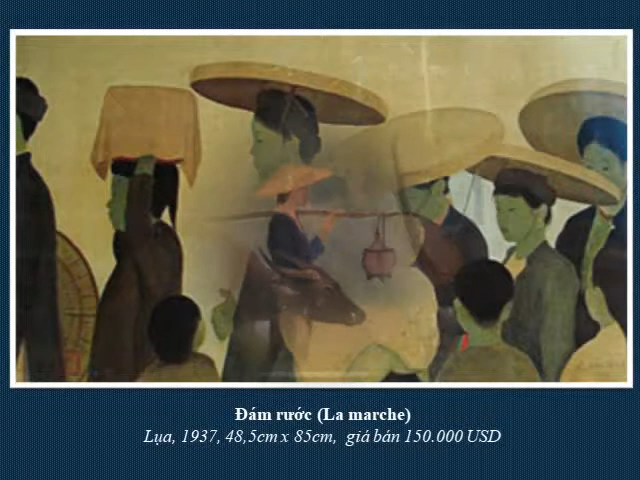 Đám rước (La marche)
Lụa, 1937, 48,5cm x 85cm, giá bán 150.000 USD